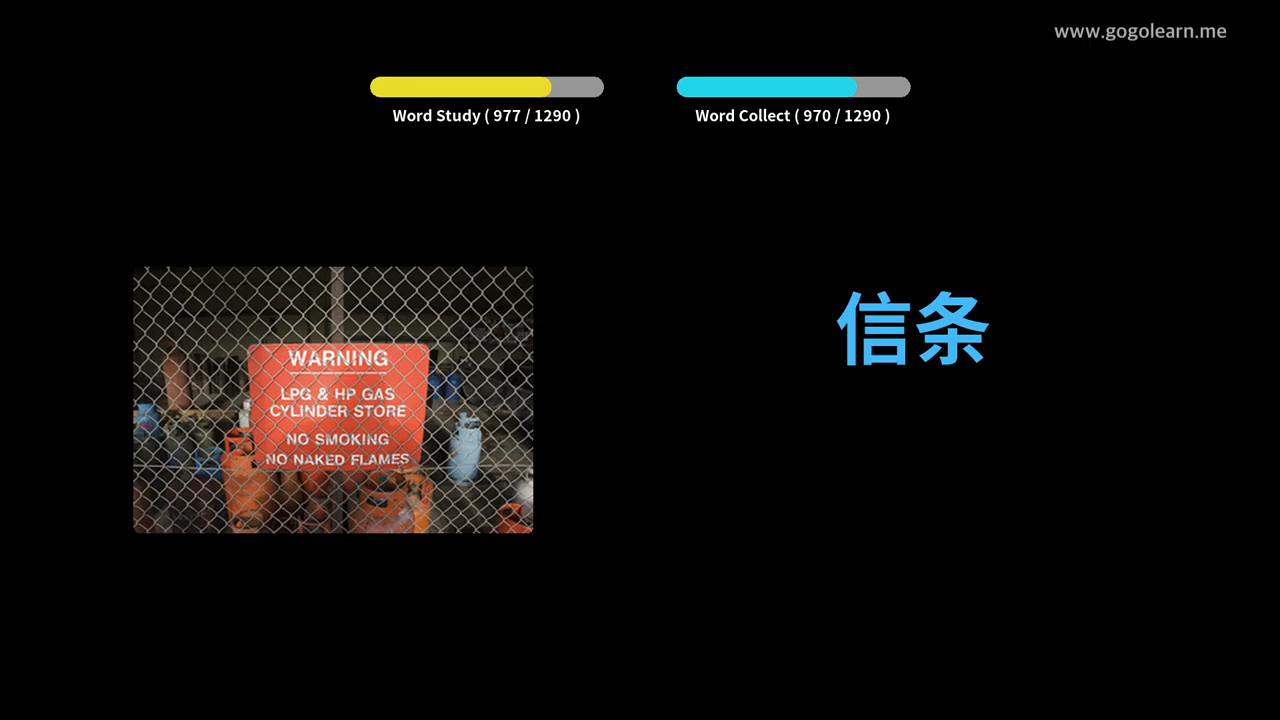 www.gogolearn.me
Word Study ( 977 / 1290 )
Word Collect ( 970 / 1290 )
WARNING
LPG & HP GAS
CYLINDER STORE
NO SMOKING
NO NAKED FLAMES
信条